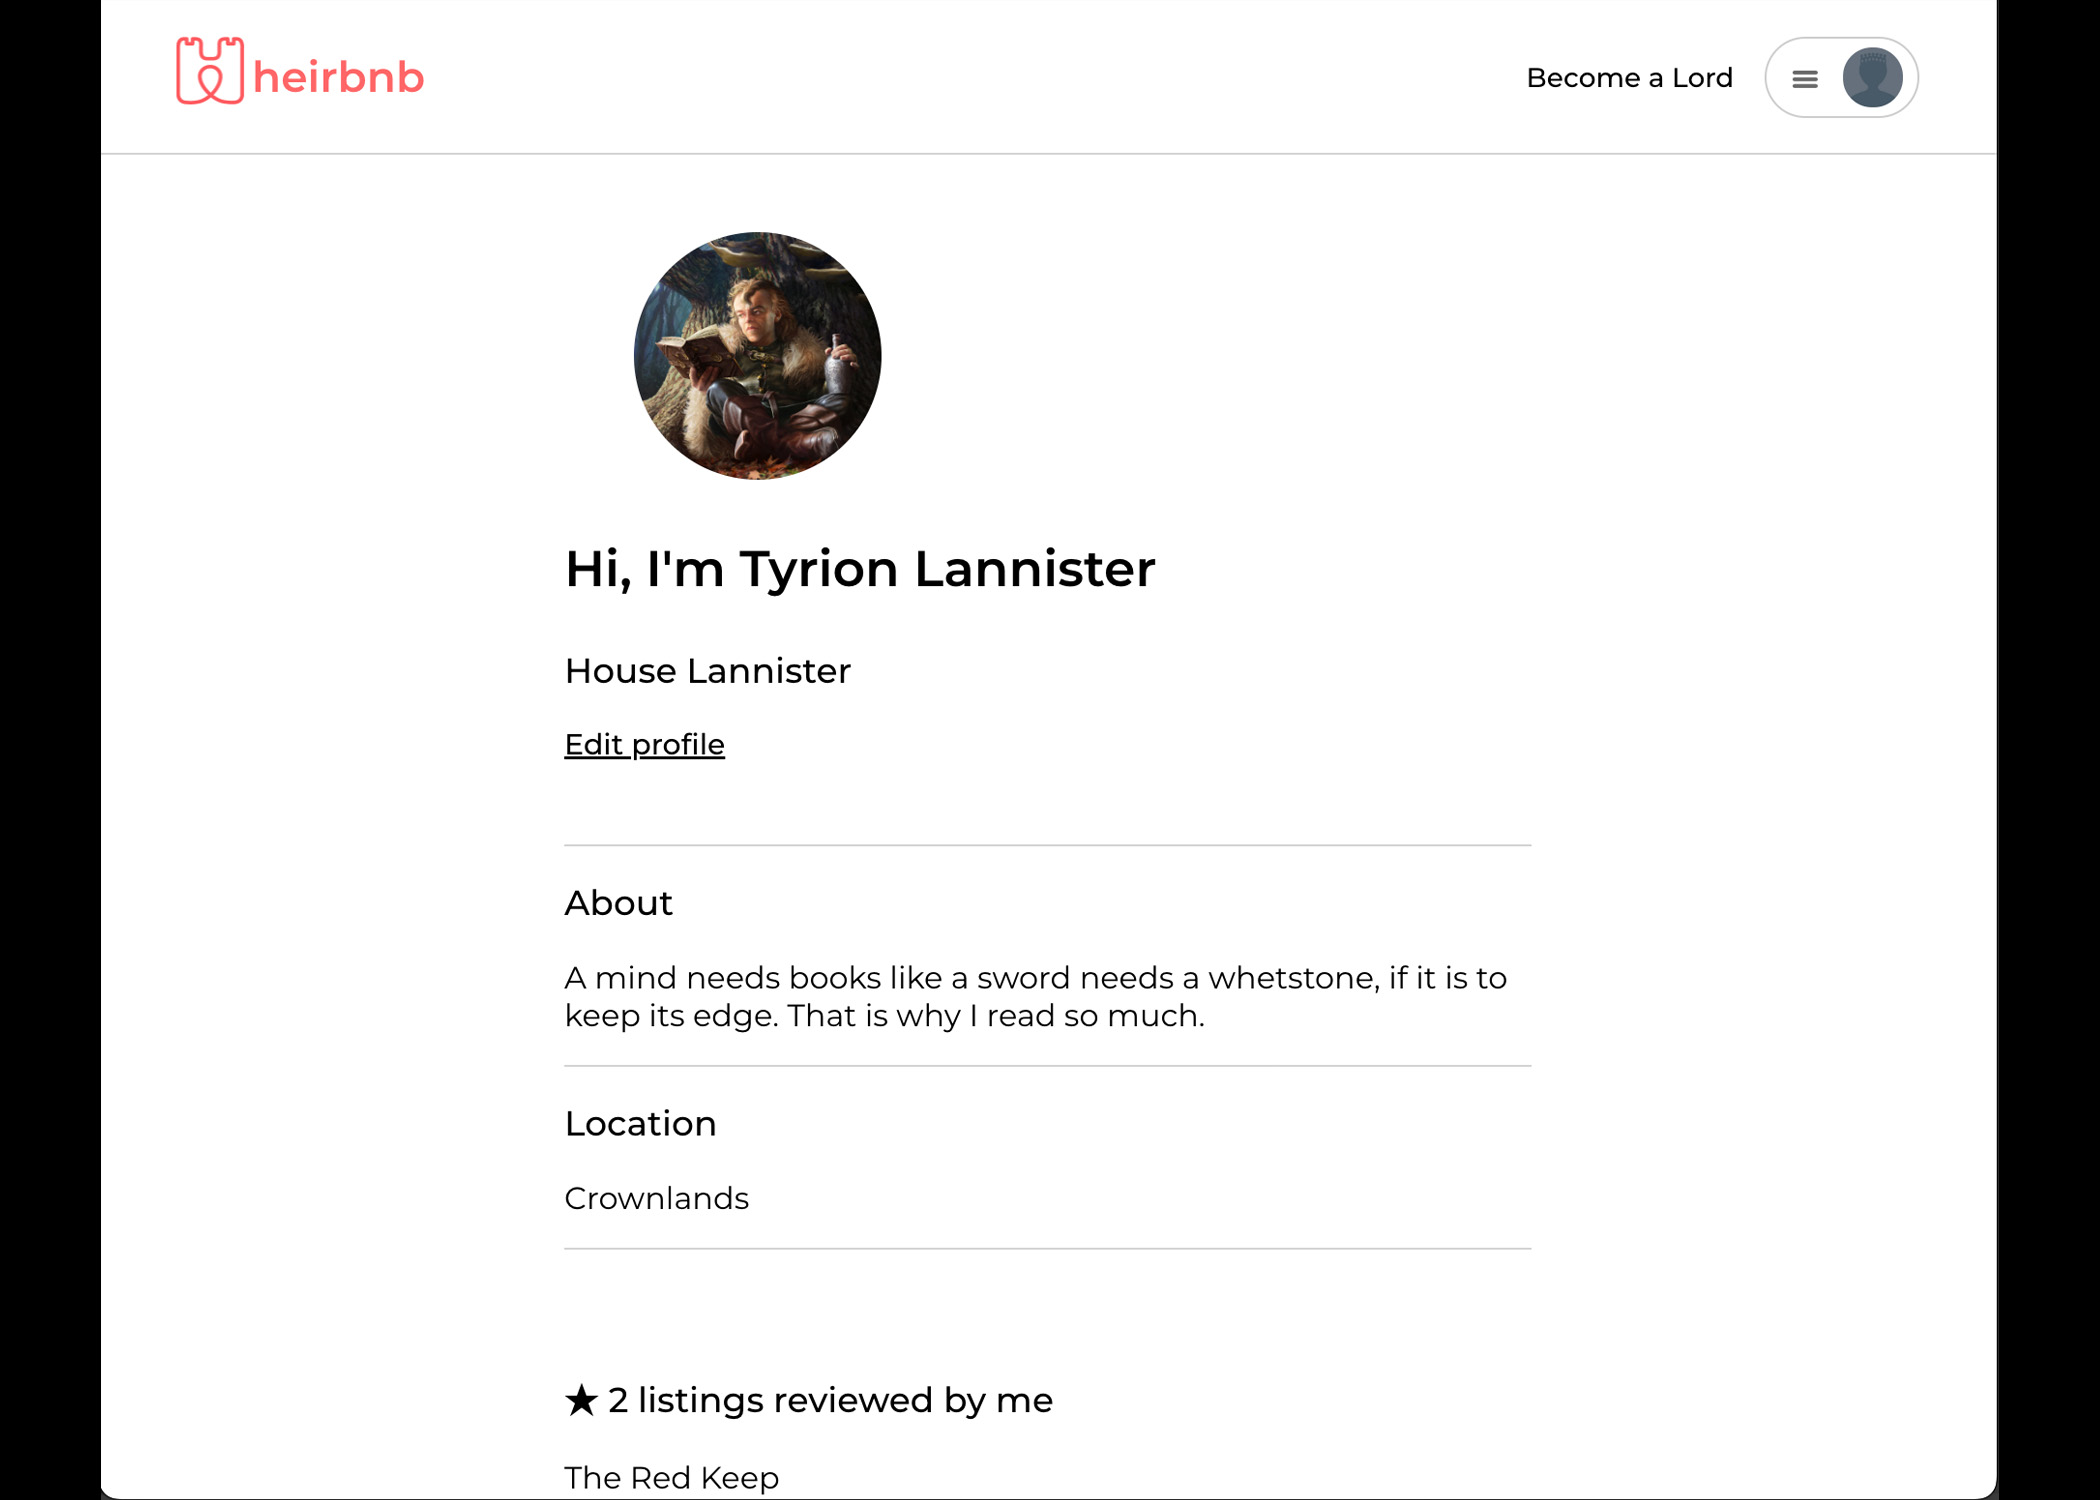 heirbnb
Become a Lord
Hi, I'm Tyrion Lannister
House Lannister
Edit profile
About
A mind needs books like a sword needs a whetstone, if it is to
keep its edge. That is why I read so much.
Location
Crownlands
★ 2 listings reviewed by me
The Red Keep